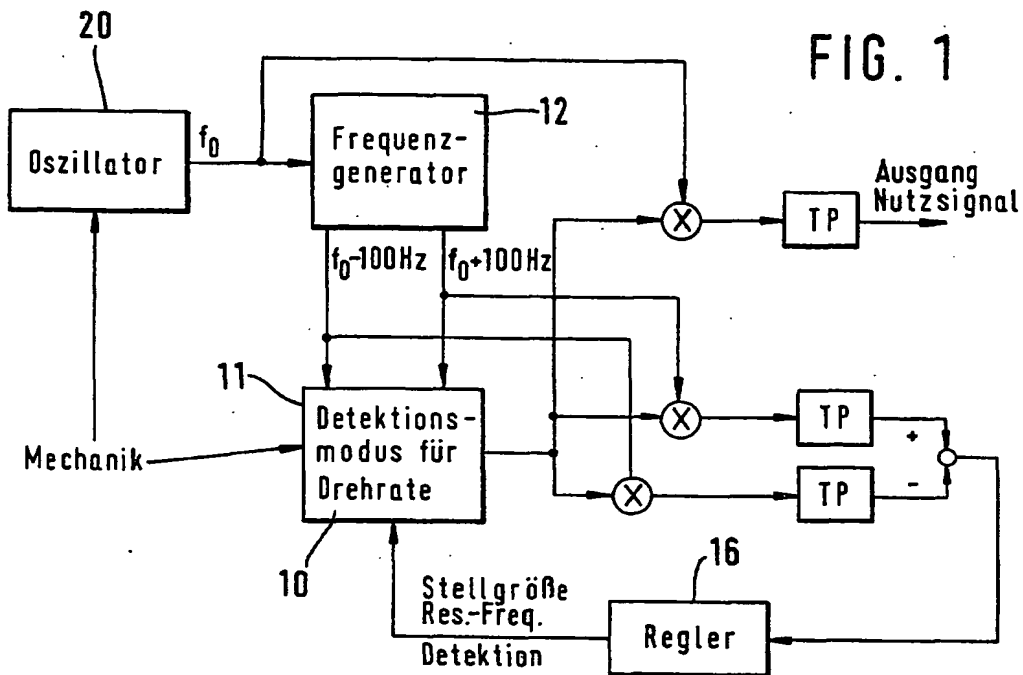 FIG. 1
20
12
Oszillator
f0
Frequenz-
generator
Ausgang
Nutzsignal
X
TP
f0-100Hz
f0+100Hz
11
Detektions-
modus für
Drehrate
Mechanik
X
TP
+
X
TP
-
10
16
Stellgröße
Res.-Freq.
Detektion
Regler